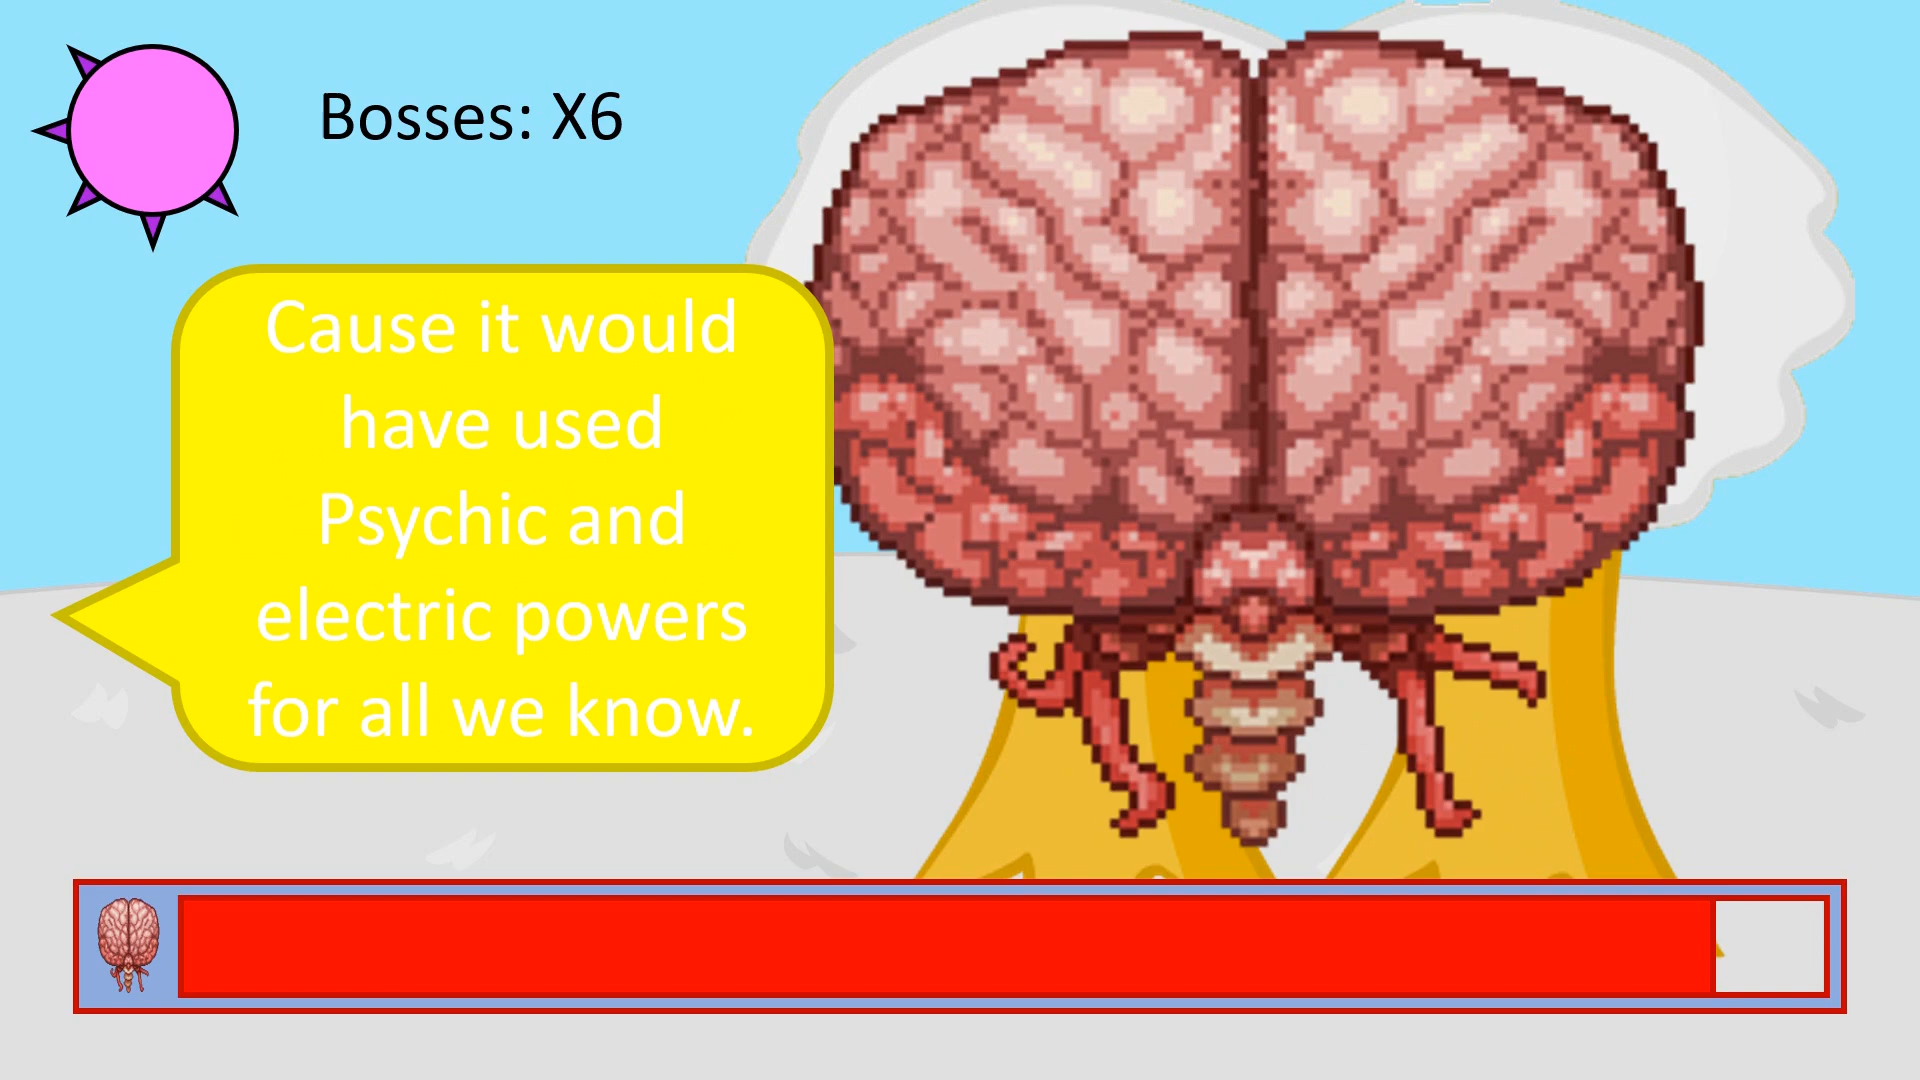 Bosses: X6
Cause it would
have used
Psychic and
electric powers
for all we know.